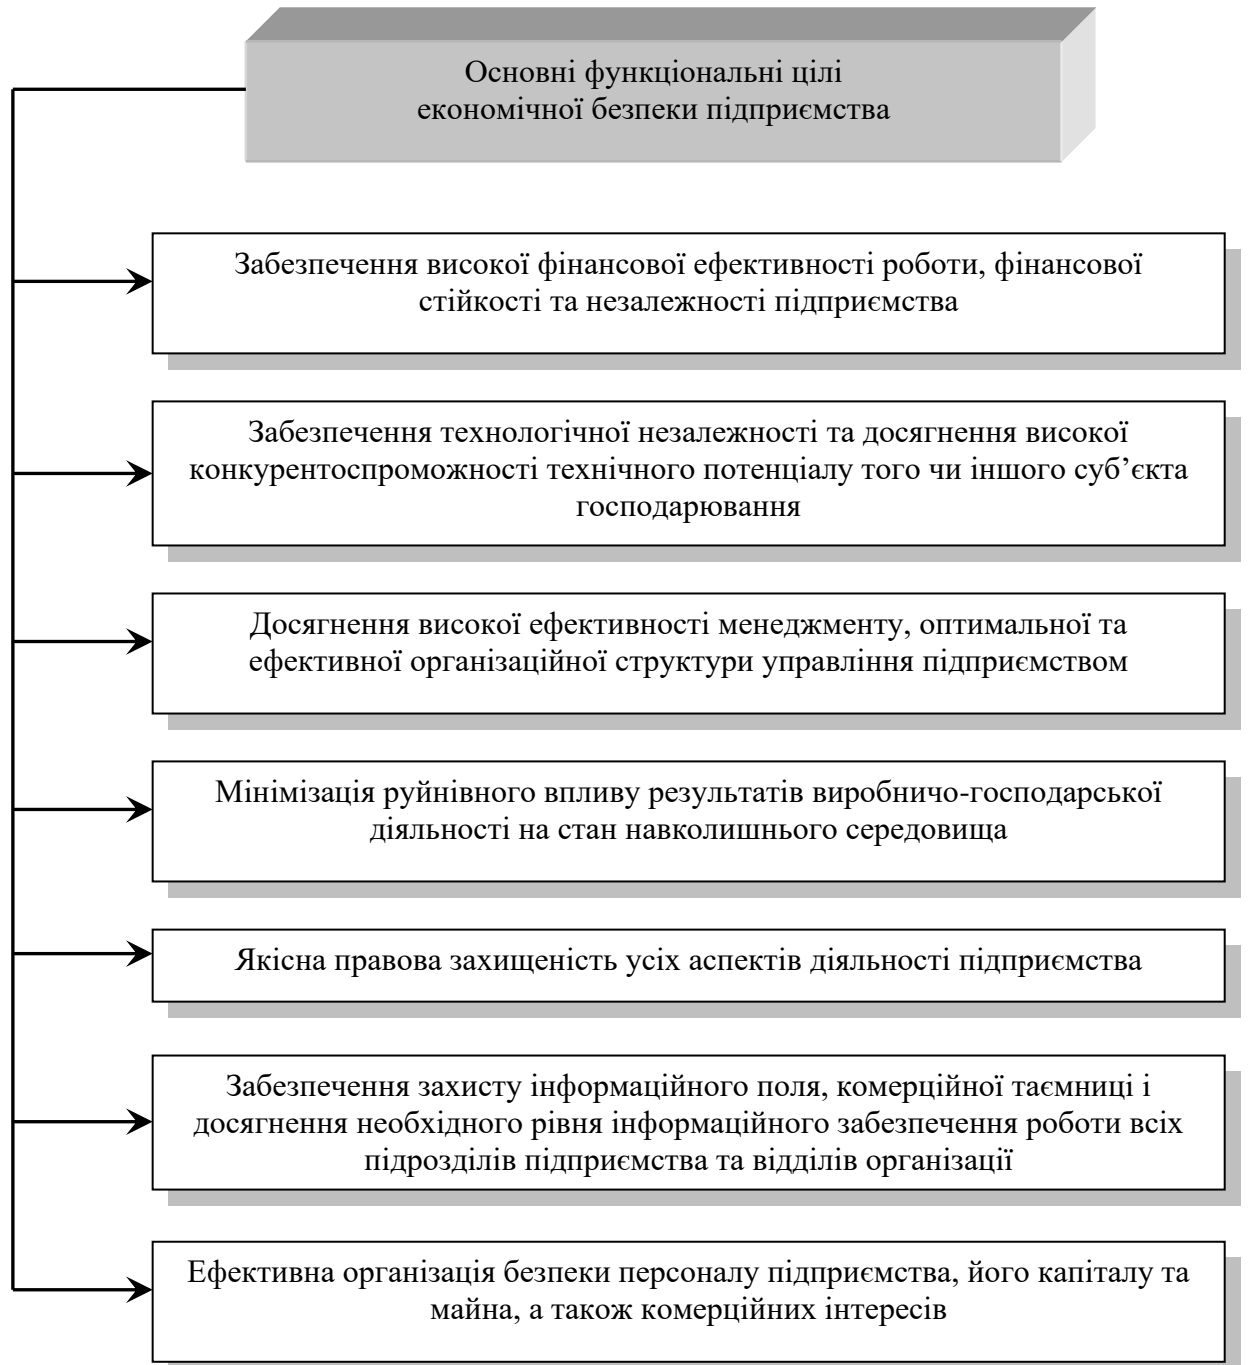 Основні функціональні цілі
економічної безпеки підприємства
Забезпечення високої фінансової ефективності роботи, фінансової
стійкості та незалежності підприємства
Забезпечення технологічної незалежності та досягнення високої
конкурентоспроможності технічного потенціалу того чи іншого суб’єкта
господарювання
Досягнення високої ефективності менеджменту, оптимальної та
ефективної організаційної структури управління підприємством
Мінімізація руйнівного впливу результатів виробничо-господарської
діяльності на стан навколишнього середовища
Якісна правова захищеність усіх аспектів діяльності підприємства
Забезпечення захисту інформаційного поля, комерційної таємниці і
досягнення необхідного рівня інформаційного забезпечення роботи всіх
підрозділів підприємства та відділів організації
Ефективна організація безпеки персоналу підприємства, його капіталу та
майна, а також комерційних інтересів